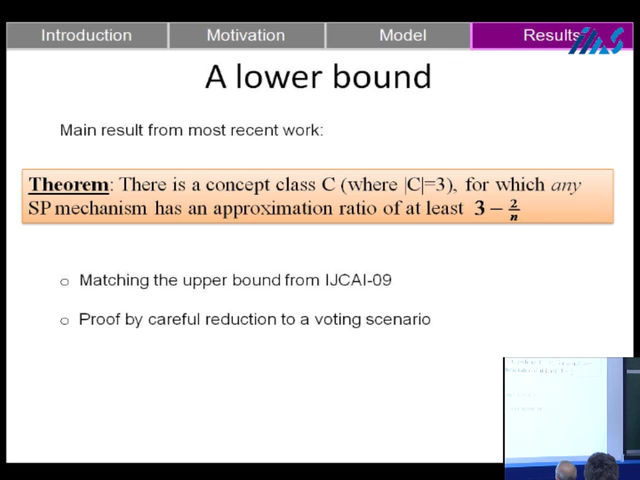 Introduction
Motivation
Model
Results
A lower bound
Main result from most recent work:
Theorem: There is a concept class C (where |C|=3), for which any
SP mechanism has an approximation ratio of at least 3 − 2/n
o Matching the upper bound from IJCAI-09
o Proof by careful reduction to a voting scenario